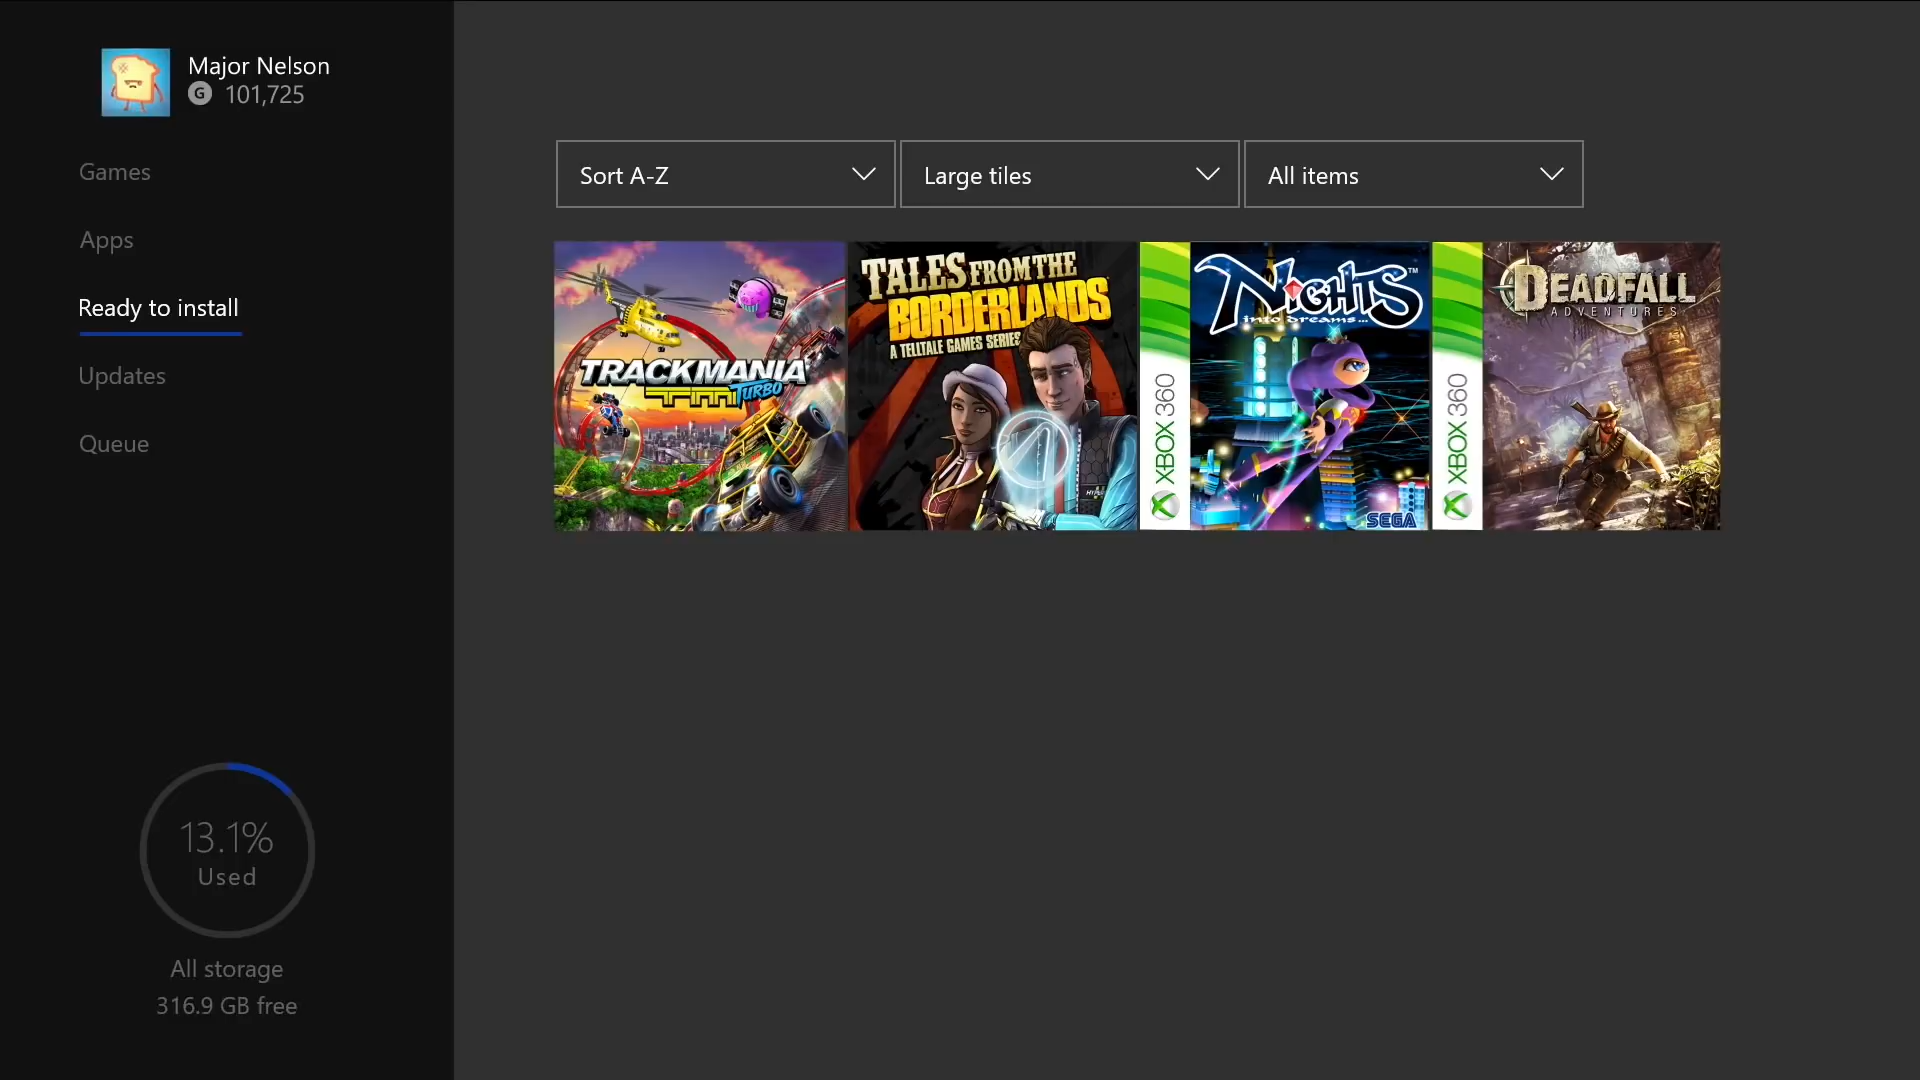 Major Nelson
G 101,725
Games
Apps
Ready to install
Updates
Queue
13.1%
Used
All storage
316.9 GB free
Sort A-Z
Large tiles
All items
TRACKMANIA
TURBO
TALES FROM THE
BORDERLANDS
A TELLTALE GAMES SERIES
XBOX 360
NiGHTS™
into dreams...
SEGA
XBOX 360
DEADFALL
ADVENTURES